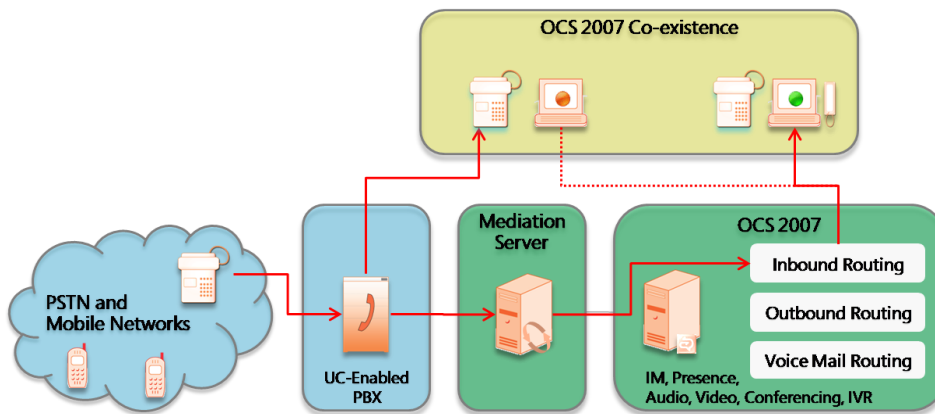 OCS 2007 Co-existence
PSTN and
Mobile Networks
UC-Enabled
PBX
Mediation
Server
OCS 2007
Inbound Routing
Outbound Routing
Voice Mail Routing
IM, Presence,
Audio, Video, Conferencing, IVR